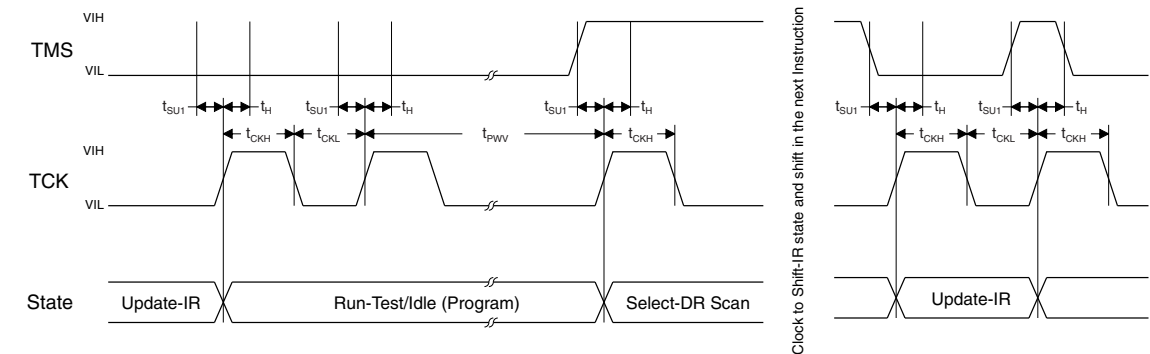 VIH
TMS
VIL
tSU1 tH tSU1 tH tSU1 tH tSU1 tH tSU1 tH
tCKH tCKL tPWV tCKH tCKH tCKL tCKH
VIH
TCK
VIL
State Update-IR Run-Test/Idle (Program) Select-DR Scan Update-IR
Clock to Shift-IR state and shift in the next Instruction